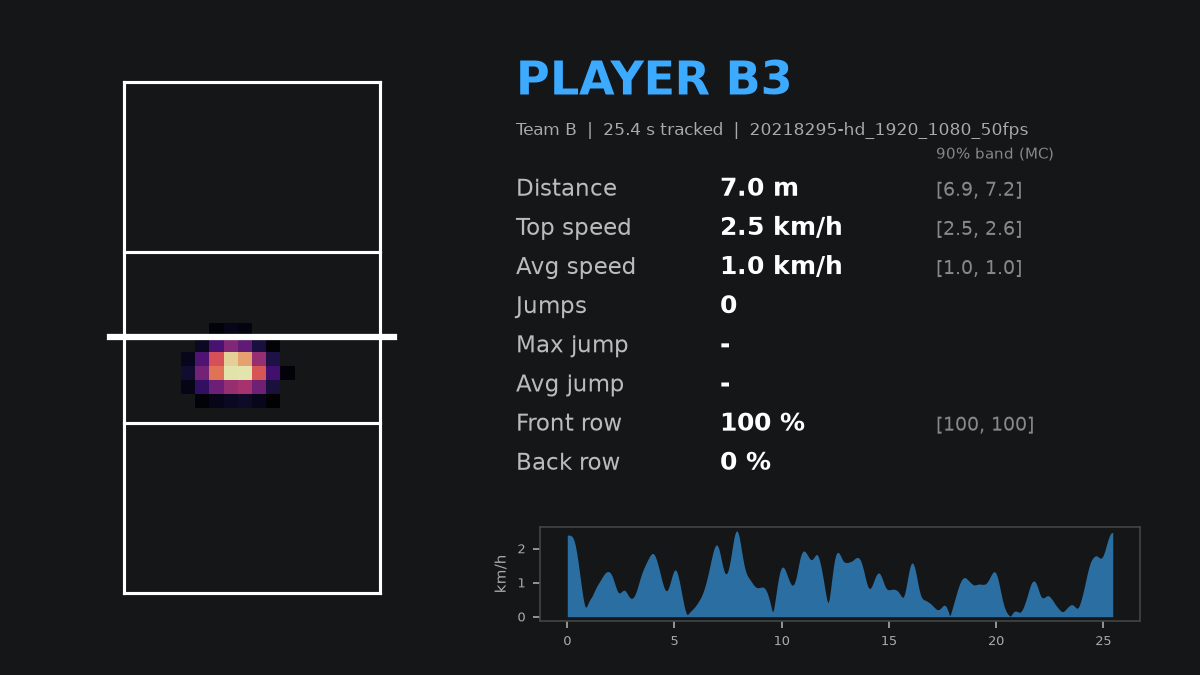 PLAYER B3
Team B | 25.4 s tracked | 20218295-hd_1920_1080_50fps
90% band (MC)
Distance 7.0 m [6.9, 7.2]
Top speed 2.5 km/h [2.5, 2.6]
Avg speed 1.0 km/h [1.0, 1.0]
Jumps 0
Max jump -
Avg jump -
Front row 100 % [100, 100]
Back row 0 %
km/h
2
1
0
0 5 10 15 20 25